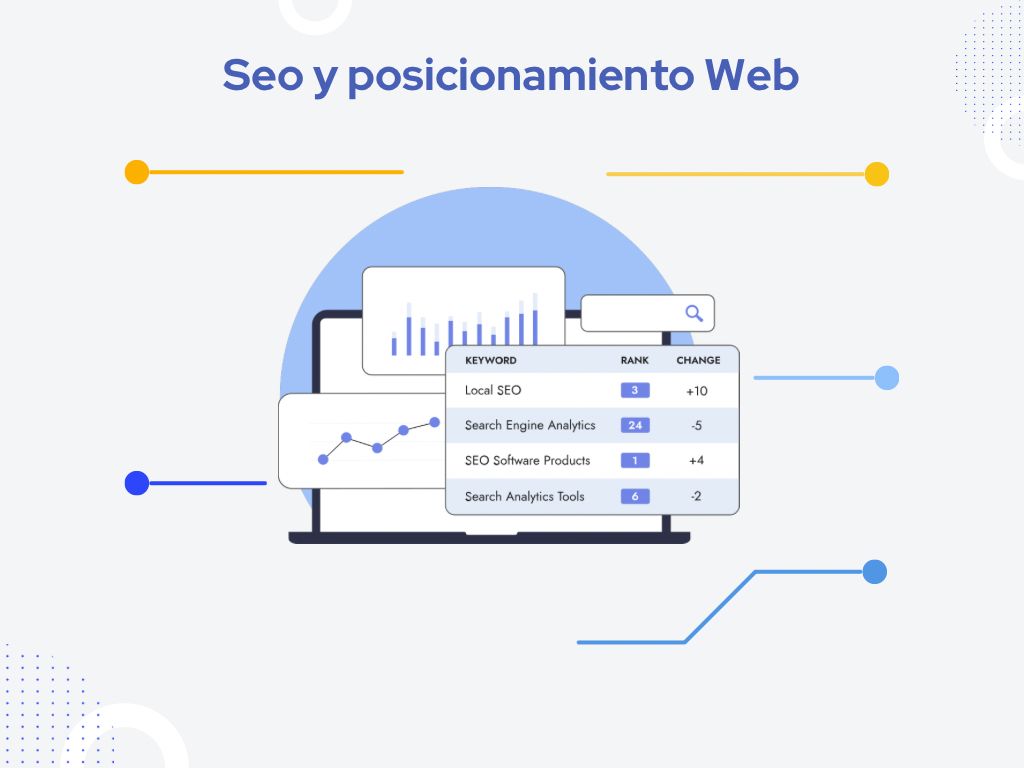 Seo y posicionamiento Web
KEYWORD RANK CHANGE
Local SEO 3 +10
Search Engine Analytics 24 -5
SEO Software Products 1 +4
Search Analytics Tools 6 -2